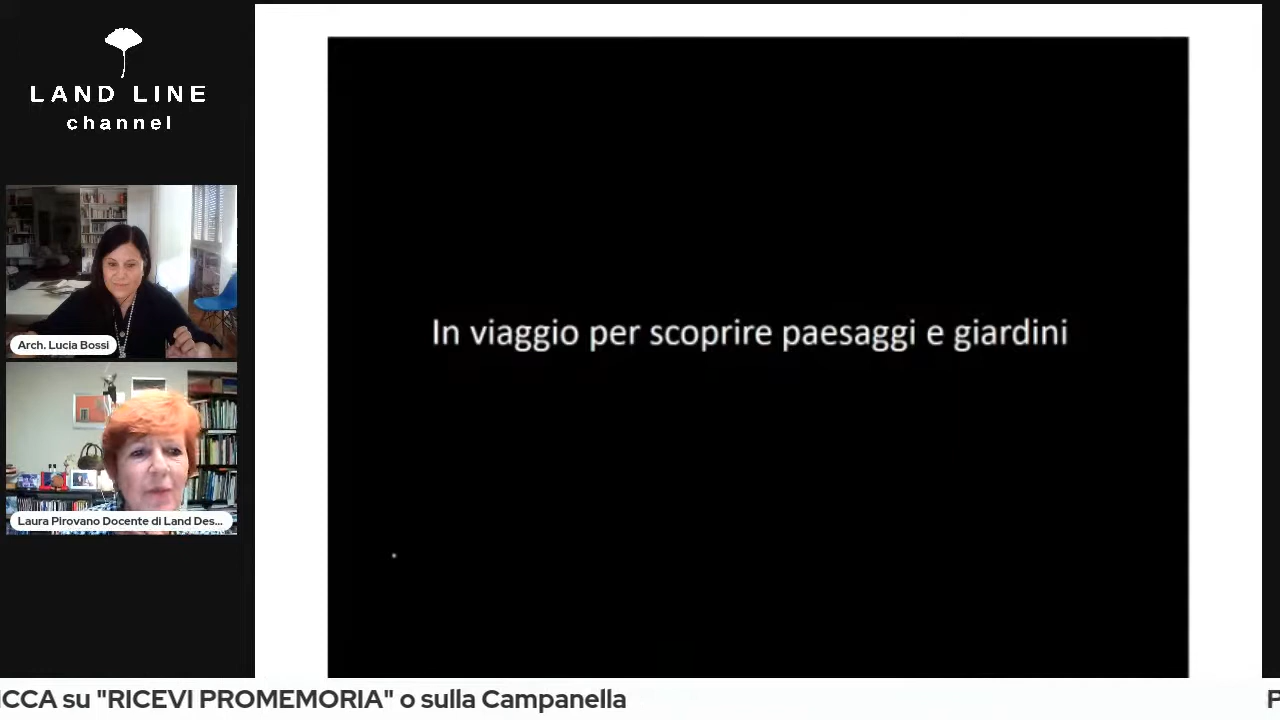 LAND LINE
channel
Arch. Lucia Bossi
Laura Pirovano Docente di Land Des...
In viaggio per scoprire paesaggi e giardini
ICCA su "RICEVI PROMEMORIA" o sulla Campanella
P